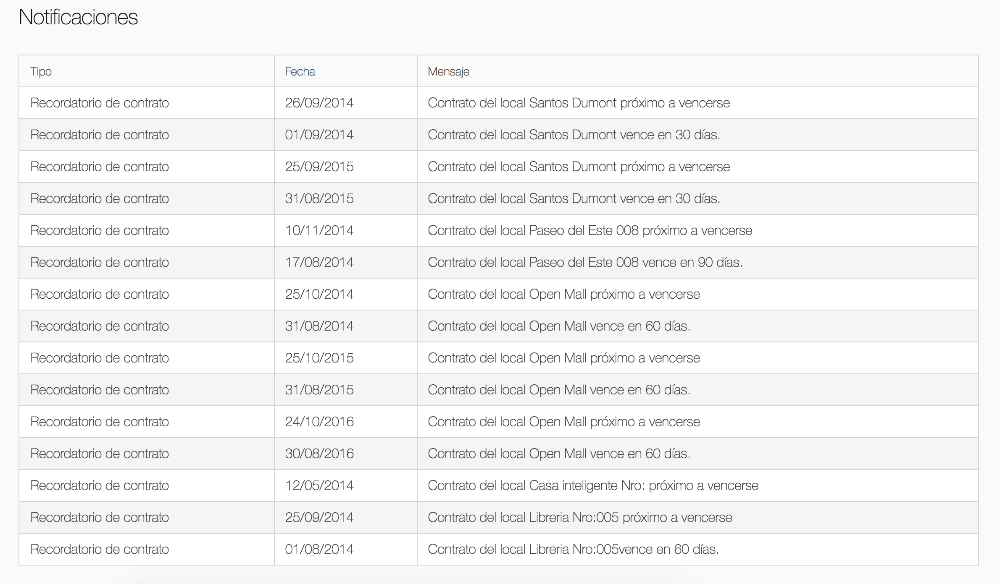 Notificaciones
Tipo Fecha Mensaje
Recordatorio de contrato 26/09/2014 Contrato del local Santos Dumont próximo a vencerse
Recordatorio de contrato 01/09/2014 Contrato del local Santos Dumont vence en 30 días.
Recordatorio de contrato 25/09/2015 Contrato del local Santos Dumont próximo a vencerse
Recordatorio de contrato 31/08/2015 Contrato del local Santos Dumont vence en 30 días.
Recordatorio de contrato 10/11/2014 Contrato del local Paseo del Este 008 próximo a vencerse
Recordatorio de contrato 17/08/2014 Contrato del local Paseo del Este 008 vence en 90 días.
Recordatorio de contrato 25/10/2014 Contrato del local Open Mall próximo a vencerse
Recordatorio de contrato 31/08/2014 Contrato del local Open Mall vence en 60 días.
Recordatorio de contrato 25/10/2015 Contrato del local Open Mall próximo a vencerse
Recordatorio de contrato 31/08/2015 Contrato del local Open Mall vence en 60 días.
Recordatorio de contrato 24/10/2016 Contrato del local Open Mall próximo a vencerse
Recordatorio de contrato 30/08/2016 Contrato del local Open Mall vence en 60 días.
Recordatorio de contrato 12/05/2014 Contrato del local Casa inteligente Nro: próximo a vencerse
Recordatorio de contrato 25/09/2014 Contrato del local Libreria Nro:005 próximo a vencerse
Recordatorio de contrato 01/08/2014 Contrato del local Libreria Nro:005vence en 60 días.